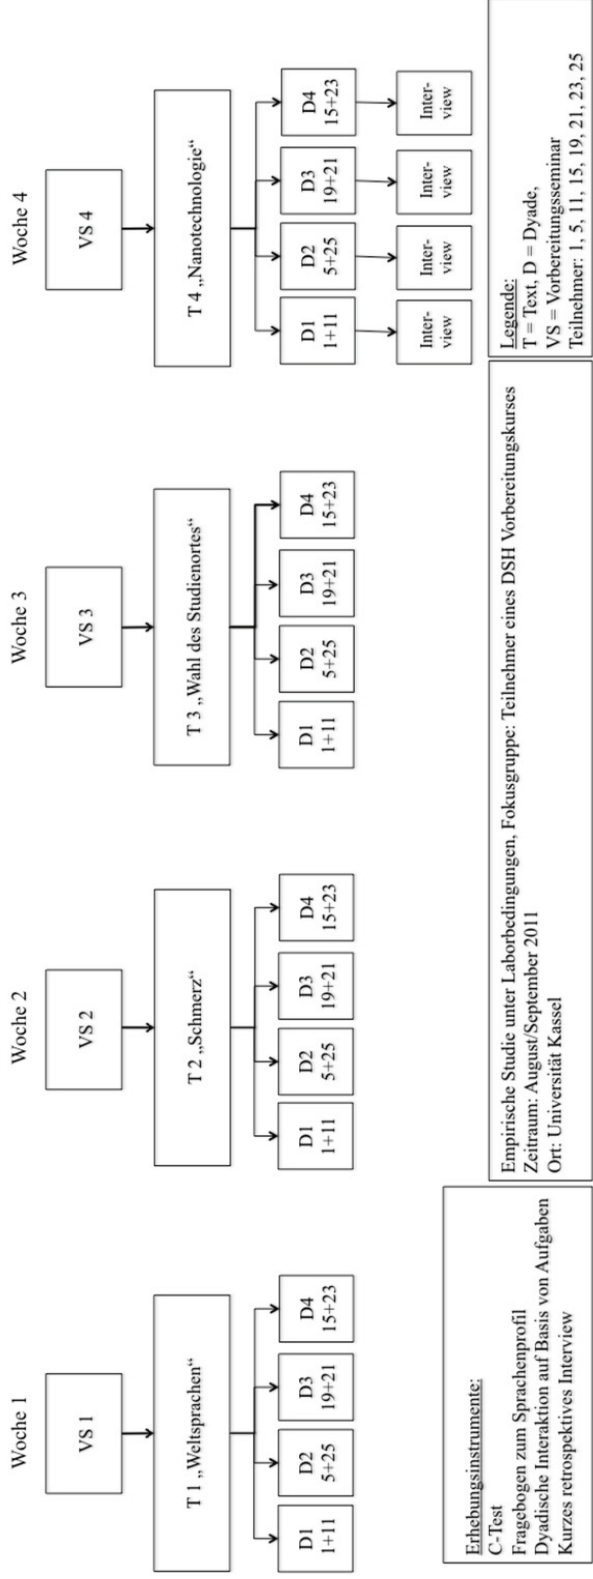 Woche 1
VS 1
T 1 „Weltsprachen“
D1
1+11
D2
5+25
D3
19+21
D4
15+23
Woche 2
VS 2
T 2 „Schmerz“
D1
1+11
D2
5+25
D3
19+21
D4
15+23
Woche 3
VS 3
T 3 „Wahl des Studienortes“
D1
1+11
D2
5+25
D3
19+21
D4
15+23
Woche 4
VS 4
T 4 „Nanotechnologie“
D1
1+11
D2
5+25
D3
19+21
D4
15+23
Inter-
view
Inter-
view
Inter-
view
Inter-
view
Erhebungsinstrumente:
C-Test
Fragebogen zum Sprachenprofil
Dyadische Interaktion auf Basis von Aufgaben
Kurzes retrospektives Interview
Empirische Studie unter Laborbedingungen, Fokusgruppe: Teilnehmer eines DSH Vorbereitungskurses
Zeitraum: August/September 2011
Ort: Universität Kassel
Legende:
T = Text, D = Dyade,
VS = Vorbereitungsseminar
Teilnehmer: 1, 5, 11, 15, 19, 21, 23, 25